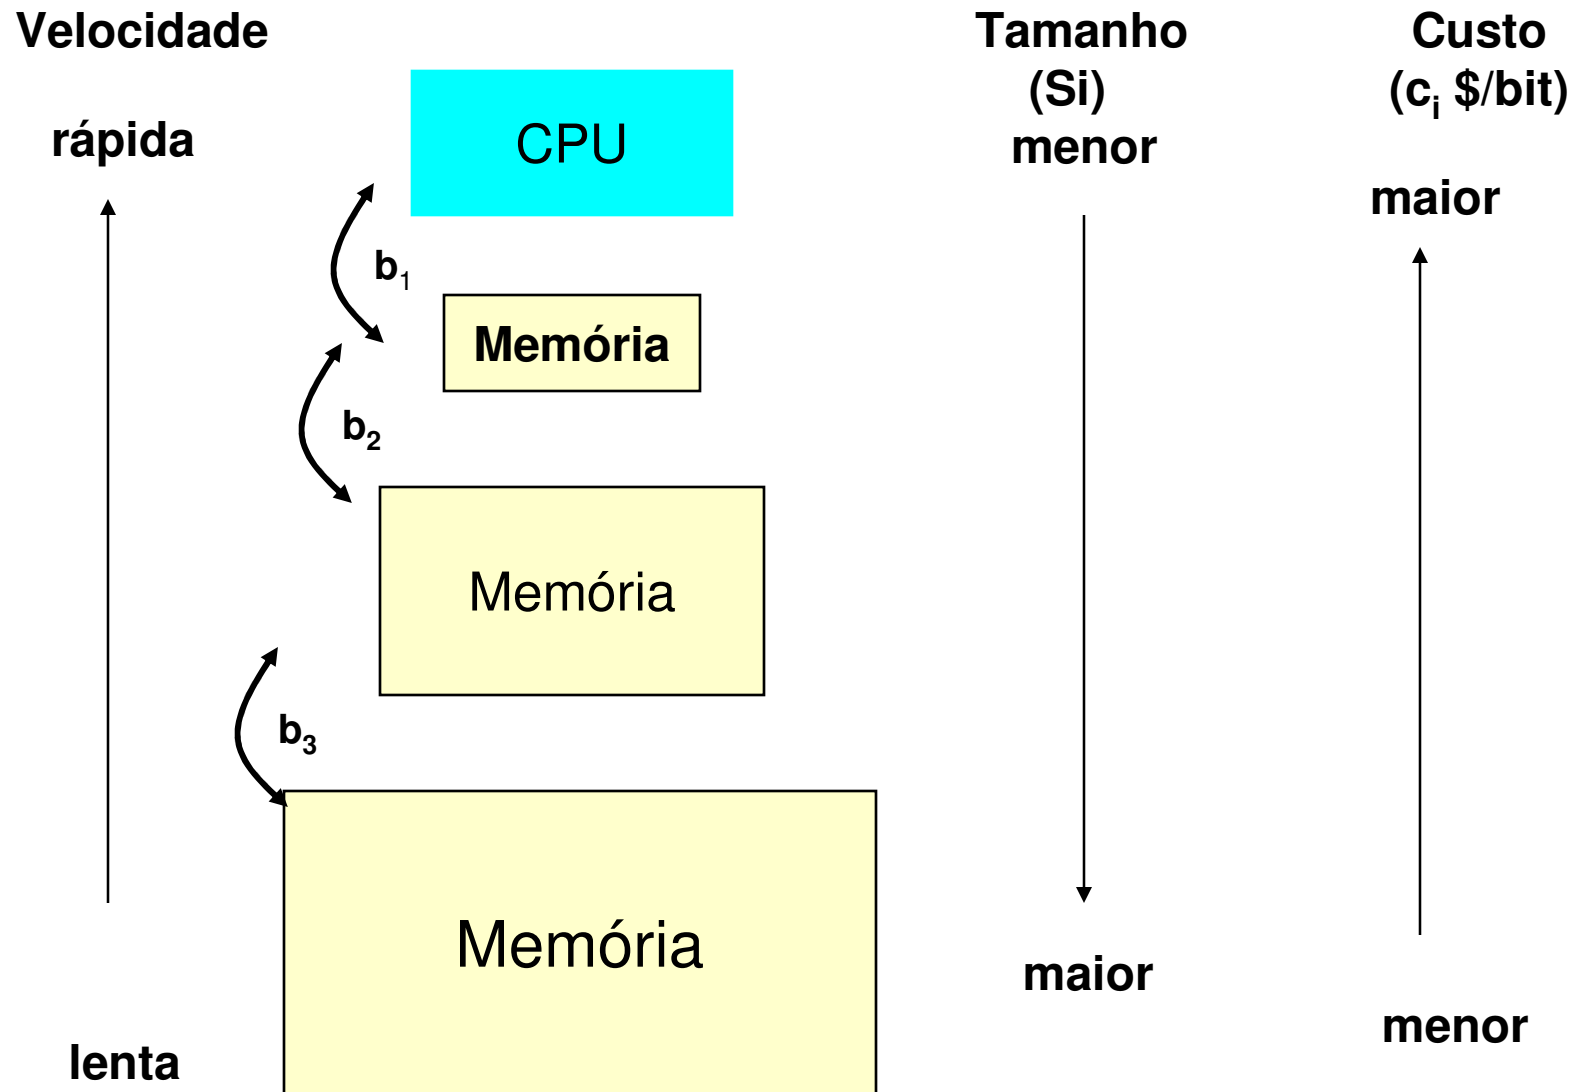 Velocidade
rápida
lenta
CPU
b₁
Memória
b₂
Memória
b₃
Memória
Tamanho
(Si)
menor
maior
Custo
(cᵢ $/bit)
maior
menor